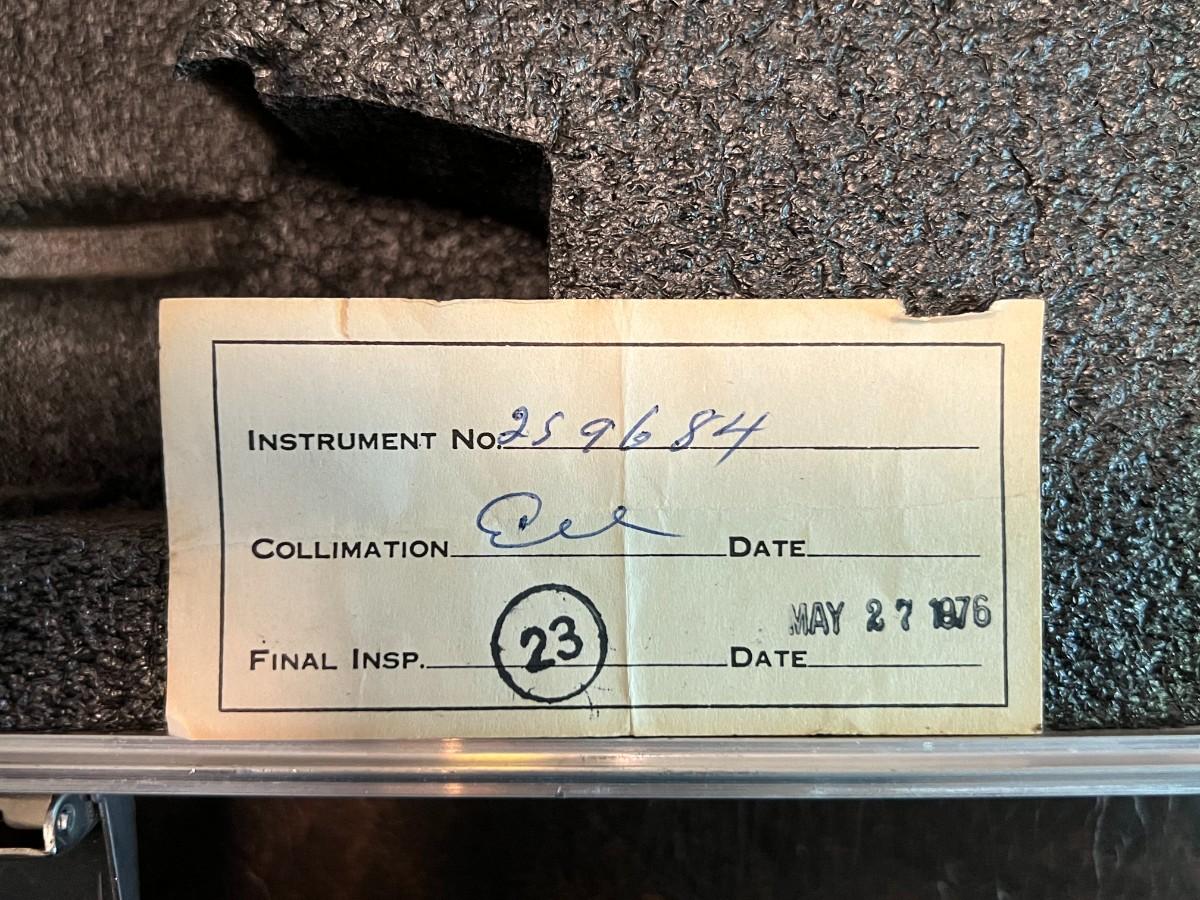 INSTRUMENT NO. 259684
COLLIMATION DATE
23 MAY 27 1976
FINAL INSP. DATE